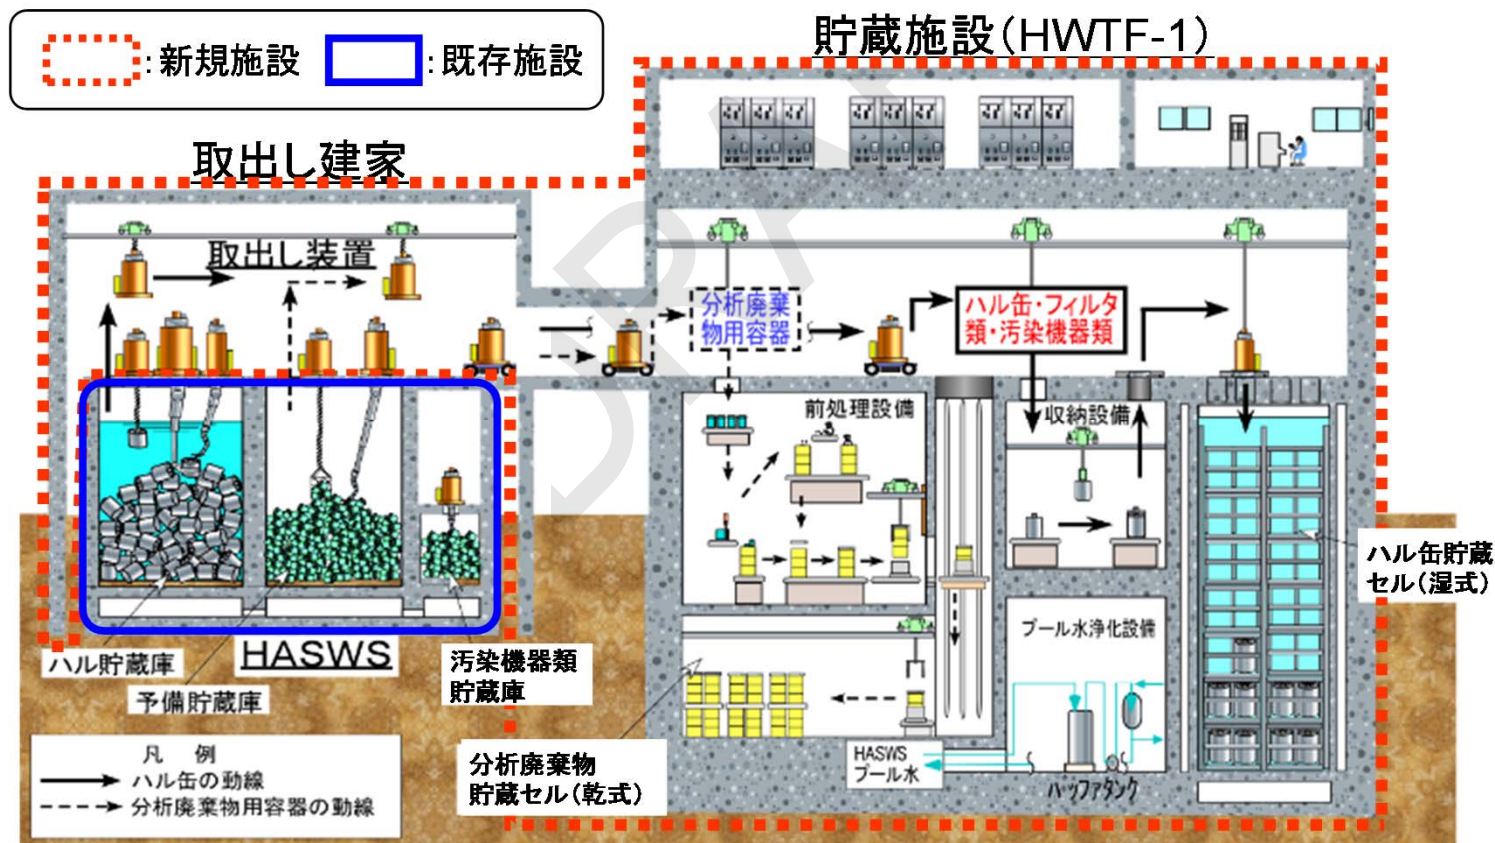 :新規施設
:既存施設
貯蔵施設(HWTF-1)
取出し建家
取出し装置
分析廃棄
物用容器
ハル缶・フィルタ
類・汚染機器類
前処理設備
収納設備
ハル缶貯蔵
セル(湿式)
プール水浄化設備
ハル貯蔵庫
HASWS
予備貯蔵庫
汚染機器類
貯蔵庫
分析廃棄物
貯蔵セル(乾式)
HASWS
プール水
バッファタンク
凡 例
ハル缶の動線
分析廃棄物用容器の動線